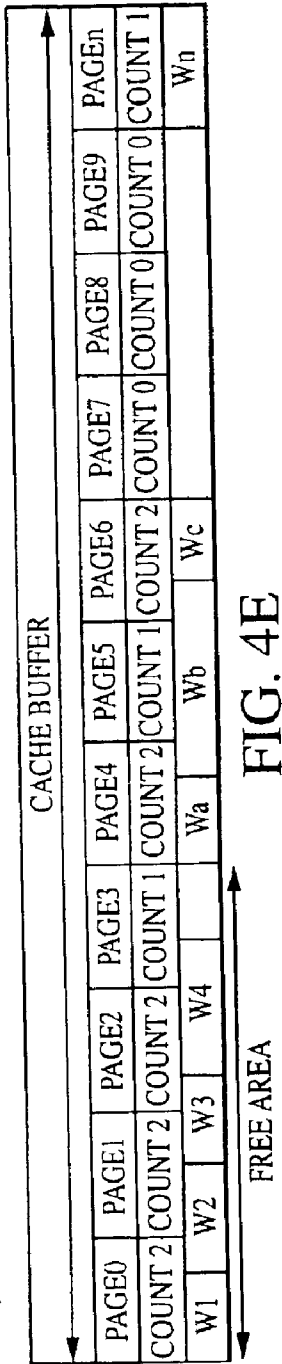 CACHE BUFFER
PAGE0 PAGE1 PAGE2 PAGE3 PAGE4 PAGE5 PAGE6 PAGE7 PAGE8 PAGE9 PAGEn
COUNT 2 COUNT 2 COUNT 2 COUNT 1 COUNT 2 COUNT 1 COUNT 2 COUNT 0 COUNT 0 COUNT 0 COUNT 1
W1 W2 W3 W4 Wa Wb Wc Wn
FREE AREA
FIG. 4E